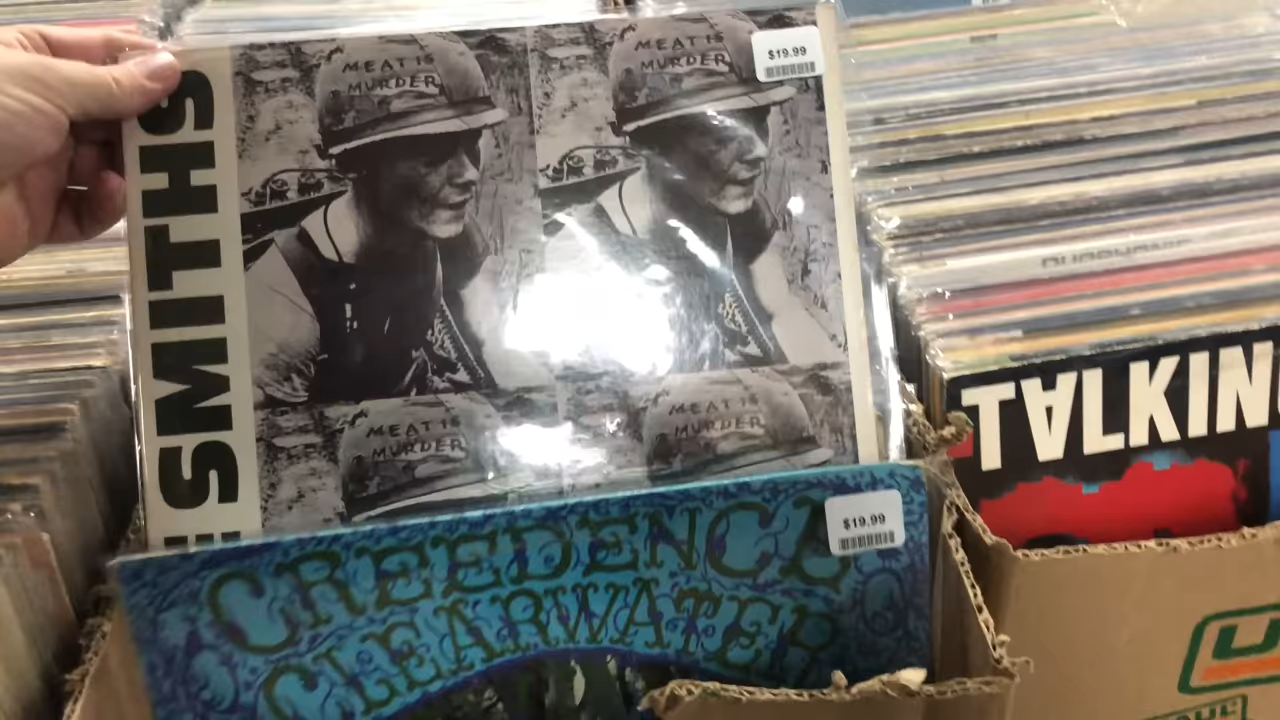 SMITHS
MEAT IS
MURDER
MEAT IS
MURDER
$19.99
MEAT IS
MURDER
MEAT IS
MURDER
TALKIN
CREEDENCE
CLEARWATER
$19.99
U